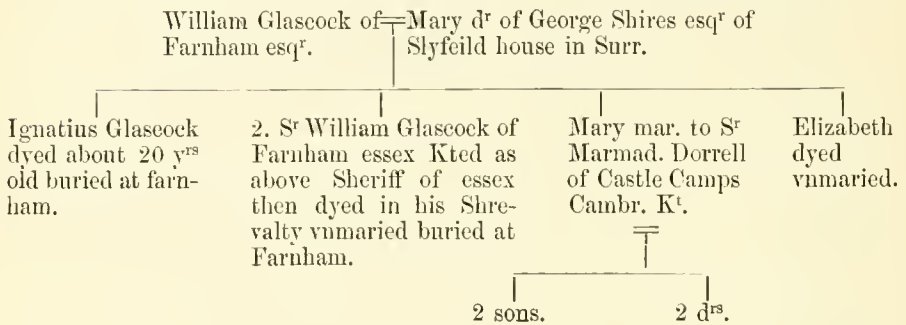 William Glascock of
Farnham esqʳ.
Mary dʳ of George Shires esqʳ of
Slyfeild house in Surr.
Ignatius Glascock
dyed about 20 yʳˢ
old buried at farn-
ham.
2. Sʳ William Glascock of
Farnham essex Kted as
above Sheriff of essex
then dyed in his Shre-
valty vnmaried buried at
Farnham.
Mary mar. to Sʳ
Marmad. Dorrell
of Castle Camps
Cambr. Kᵗ.
Elizabeth
dyed
vnmaried.
2 sons.
2 dʳˢ.